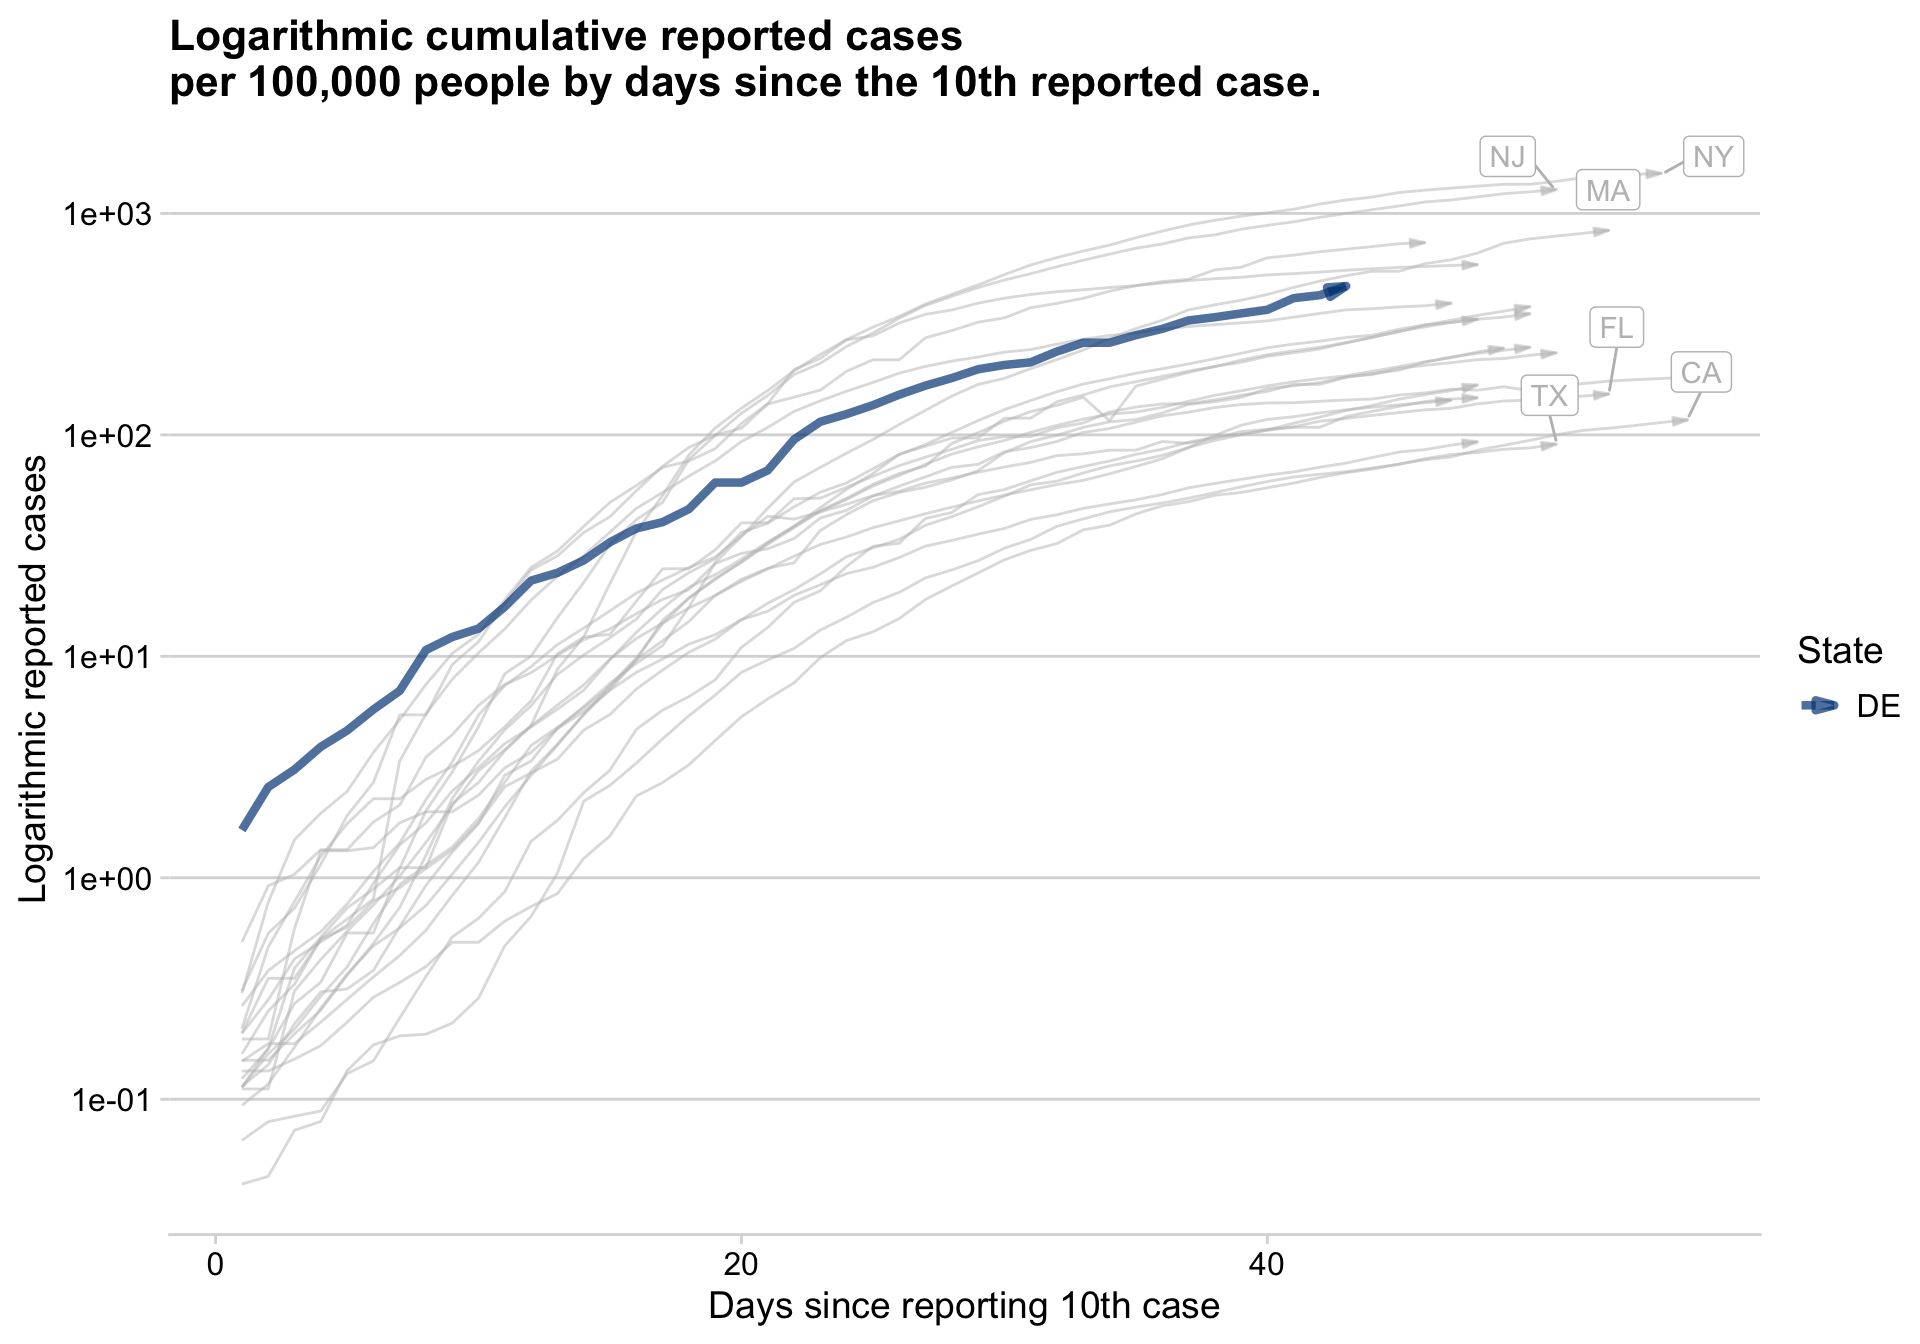 Logarithmic cumulative reported cases
per 100,000 people by days since the 10th reported case.
NJ
NY
MA
FL
CA
TX
1e+03
1e+02
1e+01
1e+00
1e-01
Logarithmic reported cases
0
20
40
Days since reporting 10th case
State
DE